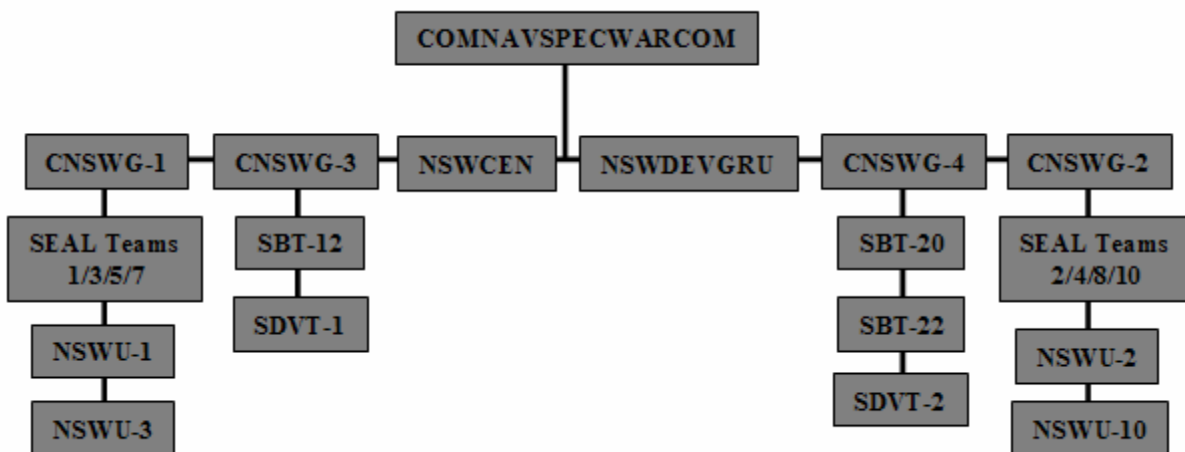 COMNAVSPECWARCOM
CNSWG-1
CNSWG-3
NSWCEN
NSWDEVGRU
CNSWG-4
CNSWG-2
SEAL Teams
1/3/5/7
SBT-12
SBT-20
SEAL Teams
2/4/8/10
SDVT-1
SBT-22
NSWU-1
NSWU-2
SDVT-2
NSWU-3
NSWU-10